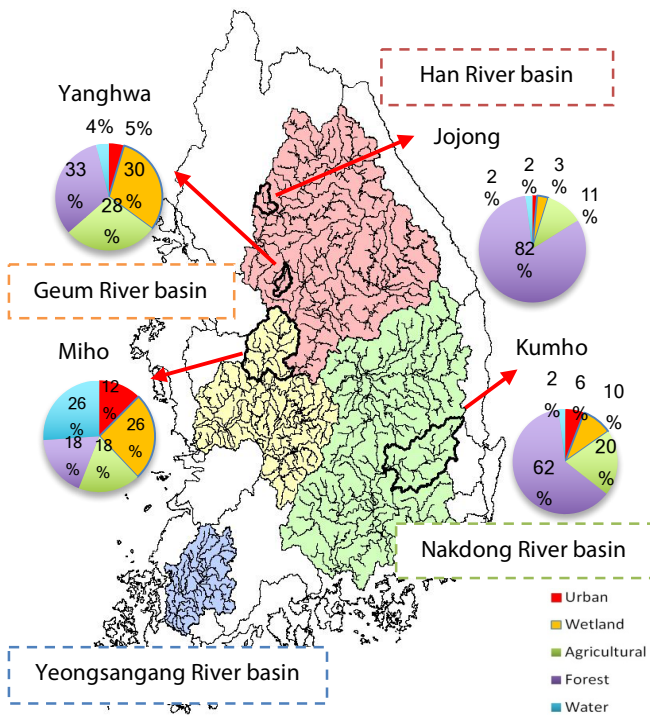 Han River basin
Yanghwa
4%
5%
33
%
30
%
28
%
Jojong
2
%
2
%
3
%
11
%
82
%
Geum River basin
Miho
12
%
26
%
26
%
18
%
18
%
Kumho
2
%
6
%
10
%
20
%
62
%
Nakdong River basin
Urban
Wetland
Agricultural
Forest
Water
Yeongsangang River basin